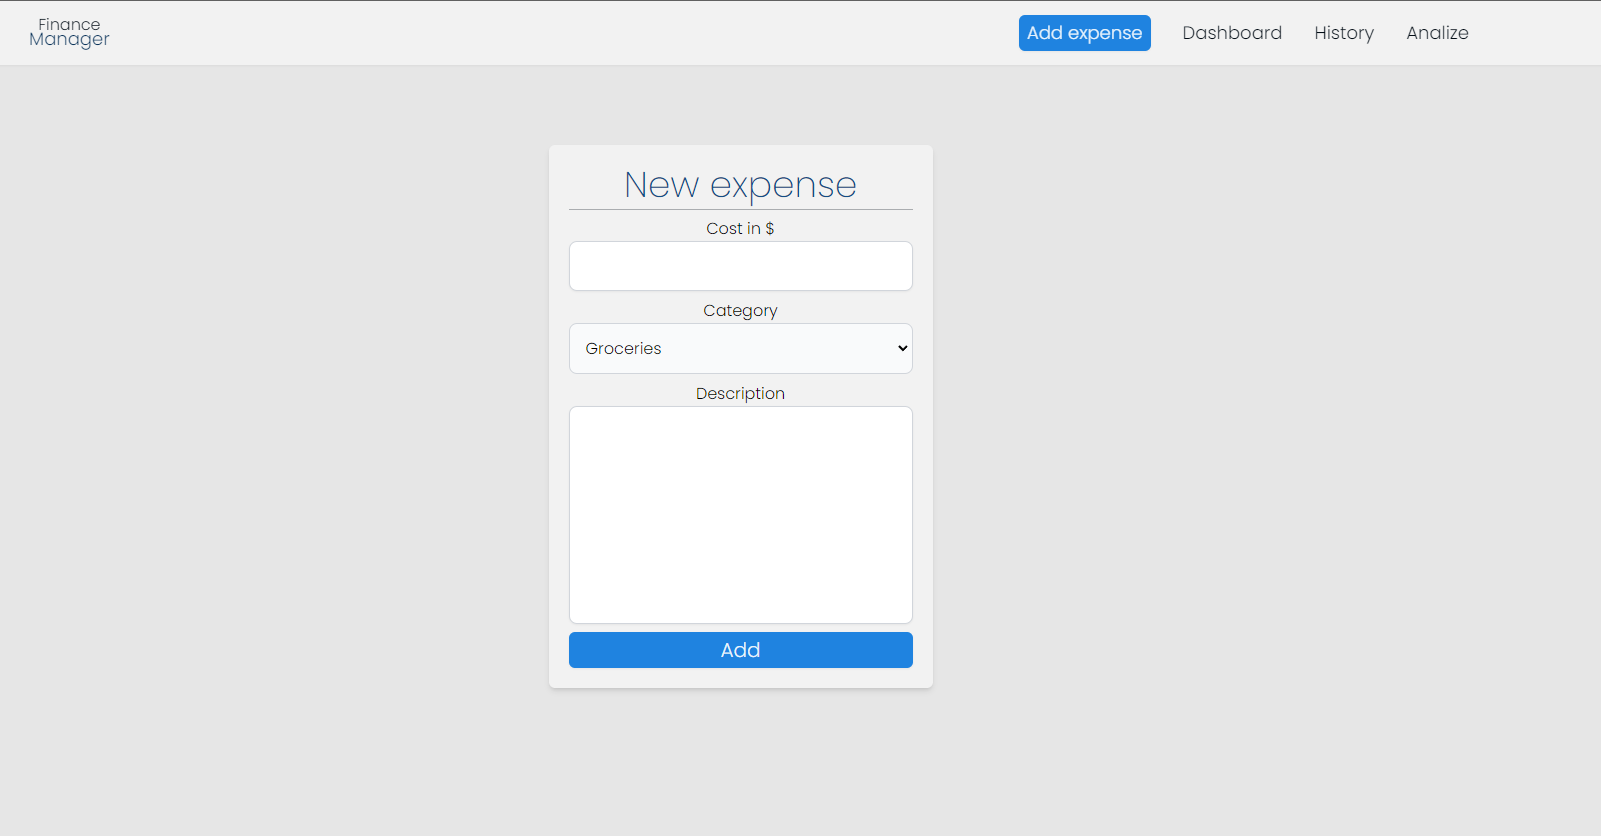 Finance
Manager
Add expense
Dashboard
History
Analize
New expense
Cost in $
Category
Groceries
Description
Add